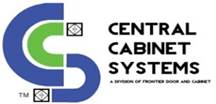 CENTRAL
CABINET
SYSTEMS
A DIVISION OF FRONTIER DOOR AND CABINET
TM